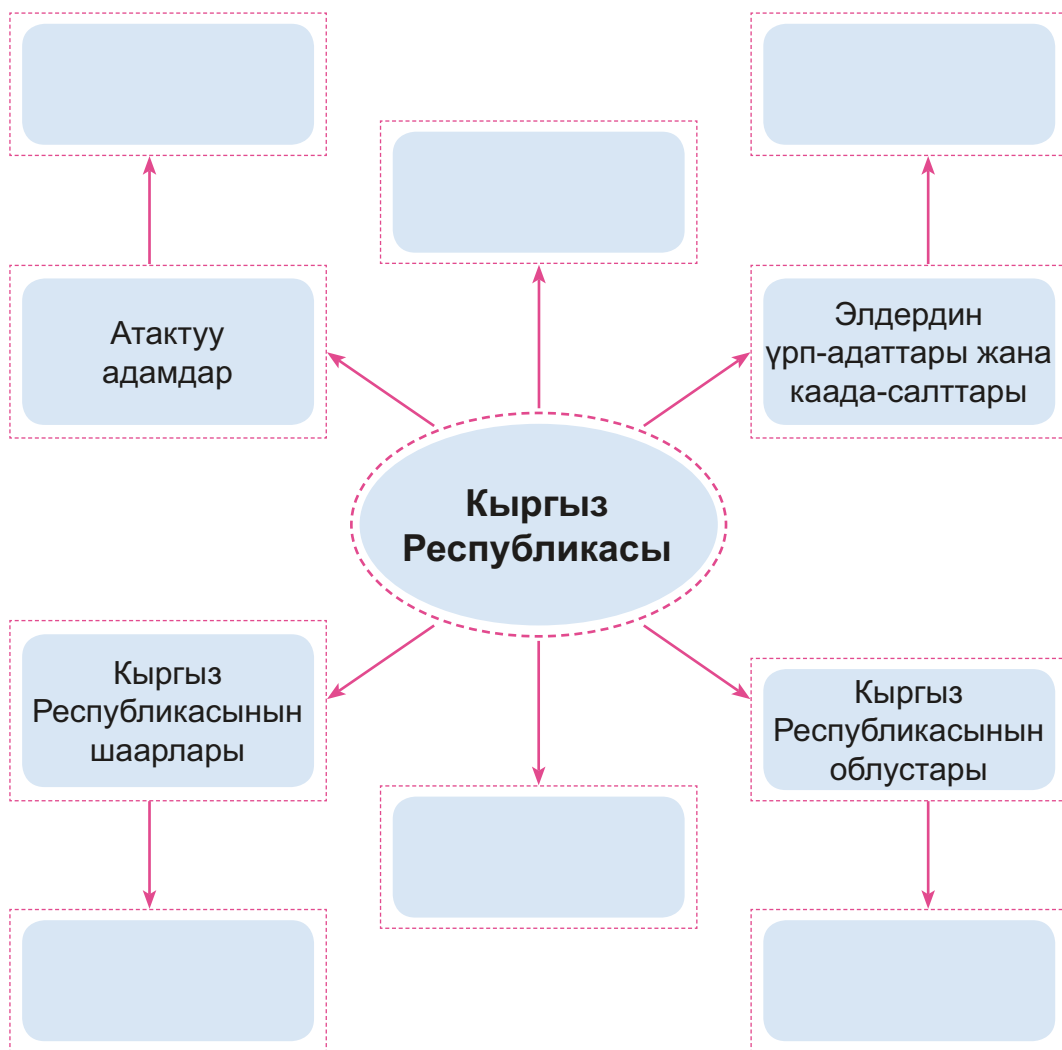 Атактуу
адамдар
Элдердин
үрп-адаттары жана
каада-салттары
Кыргыз
Республикасы
Кыргыз
Республикасынын
шаарлары
Кыргыз
Республикасынын
облустары